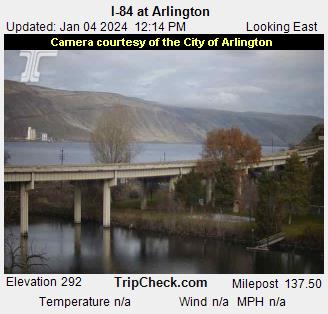 I-84 at Arlington
Updated: Jan 04 2024 12:14 PM Looking East
Camera courtesy of the City of Arlington
Elevation 292 TripCheck.com Milepost 137.50
Temperature n/a Wind n/a MPH n/a